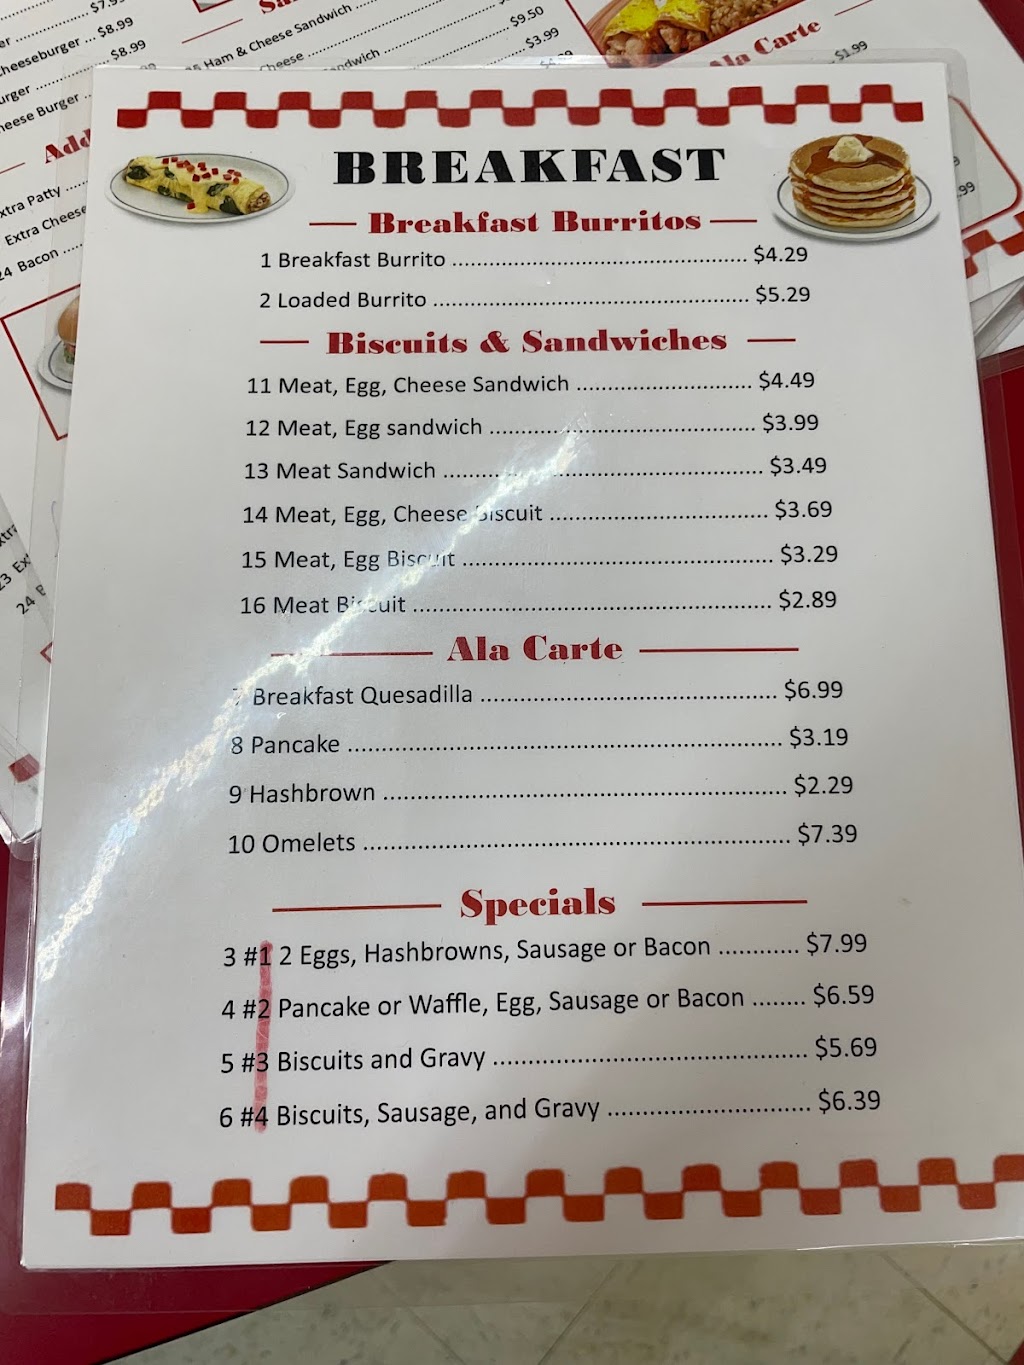 BREAKFAST
Breakfast Burritos
1 Breakfast Burrito ........ $4.29
2 Loaded Burrito ........ $5.29
Biscuits & Sandwiches
11 Meat, Egg, Cheese Sandwich ........ $4.49
12 Meat, Egg sandwich ........ $3.99
13 Meat Sandwich ........ $3.49
14 Meat, Egg, Cheese Biscuit ........ $3.69
15 Meat, Egg Biscuit ........ $3.29
16 Meat Biscuit ........ $2.89
Ala Carte
7 Breakfast Quesadilla ........ $6.99
8 Pancake ........ $3.19
9 Hashbrown ........ $2.29
10 Omelets ........ $7.39
Specials
3 #1 2 Eggs, Hashbrowns, Sausage or Bacon ........ $7.99
4 #2 Pancake or Waffle, Egg, Sausage or Bacon ........ $6.59
5 #3 Biscuits and Gravy ........ $5.69
6 #4 Biscuits, Sausage, and Gravy ........ $6.39
$8.99
$8.99
Ham & Cheese Sandwich
$9.50
$3.99
Ala Carte
$1.99
Extra Cheese
24 Bacon